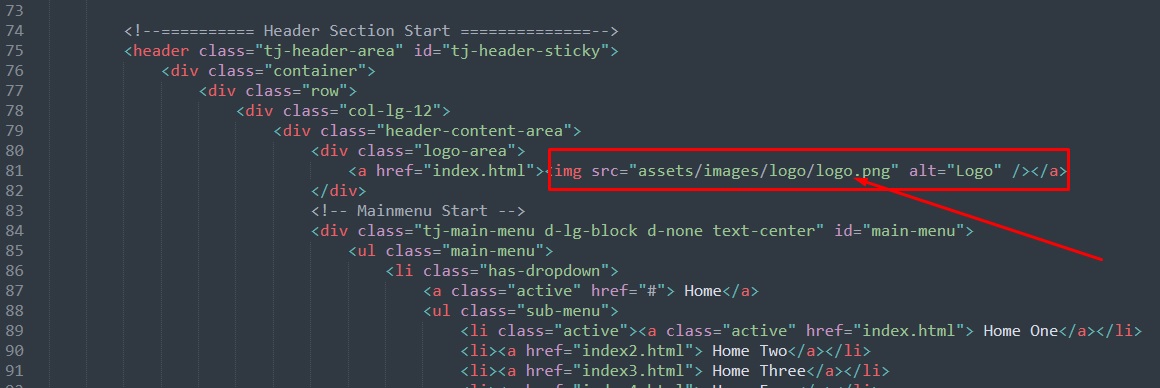 73
74 <!--========== Header Section Start ==============-->
75 <header class="tj-header-area" id="tj-header-sticky">
76 <div class="container">
77 <div class="row">
78 <div class="col-lg-12">
79 <div class="header-content-area">
80 <div class="logo-area">
81 <a href="index.html"><img src="assets/images/logo/logo.png" alt="Logo" /></a>
82 </div>
83 <!-- Mainmenu Start -->
84 <div class="tj-main-menu d-lg-block d-none text-center" id="main-menu">
85 <ul class="main-menu">
86 <li class="has-dropdown">
87 <a class="active" href="#"> Home</a>
88 <ul class="sub-menu">
89 <li class="active"><a class="active" href="index.html"> Home One</a></li>
90 <li><a href="index2.html"> Home Two</a></li>
91 <li><a href="index3.html"> Home Three</a></li>